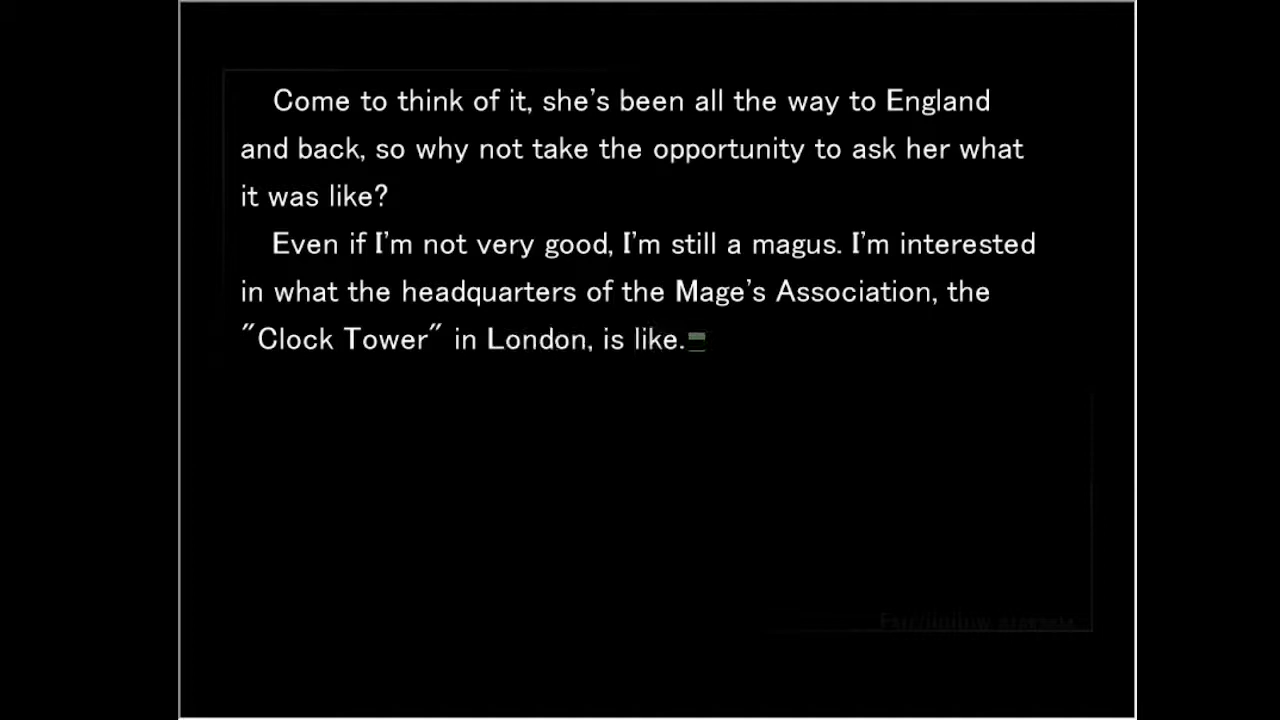 Come to think of it, she's been all the way to England
and back, so why not take the opportunity to ask her what
it was like?
Even if I'm not very good, I'm still a magus. I'm interested
in what the headquarters of the Mage's Association, the
"Clock Tower" in London, is like.